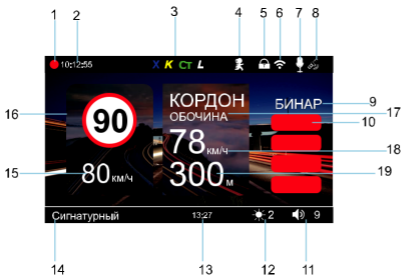 1 2 3 4 5 6 7 8
10:12:55 X К СТ L
16 90 КОРДОН БИНАР 9
ОБОЧИНА 17
10
78 км/ч 18
15 80 км/ч 300 м 19
Сигнатурный 13:27 2 9
14 13 12 11